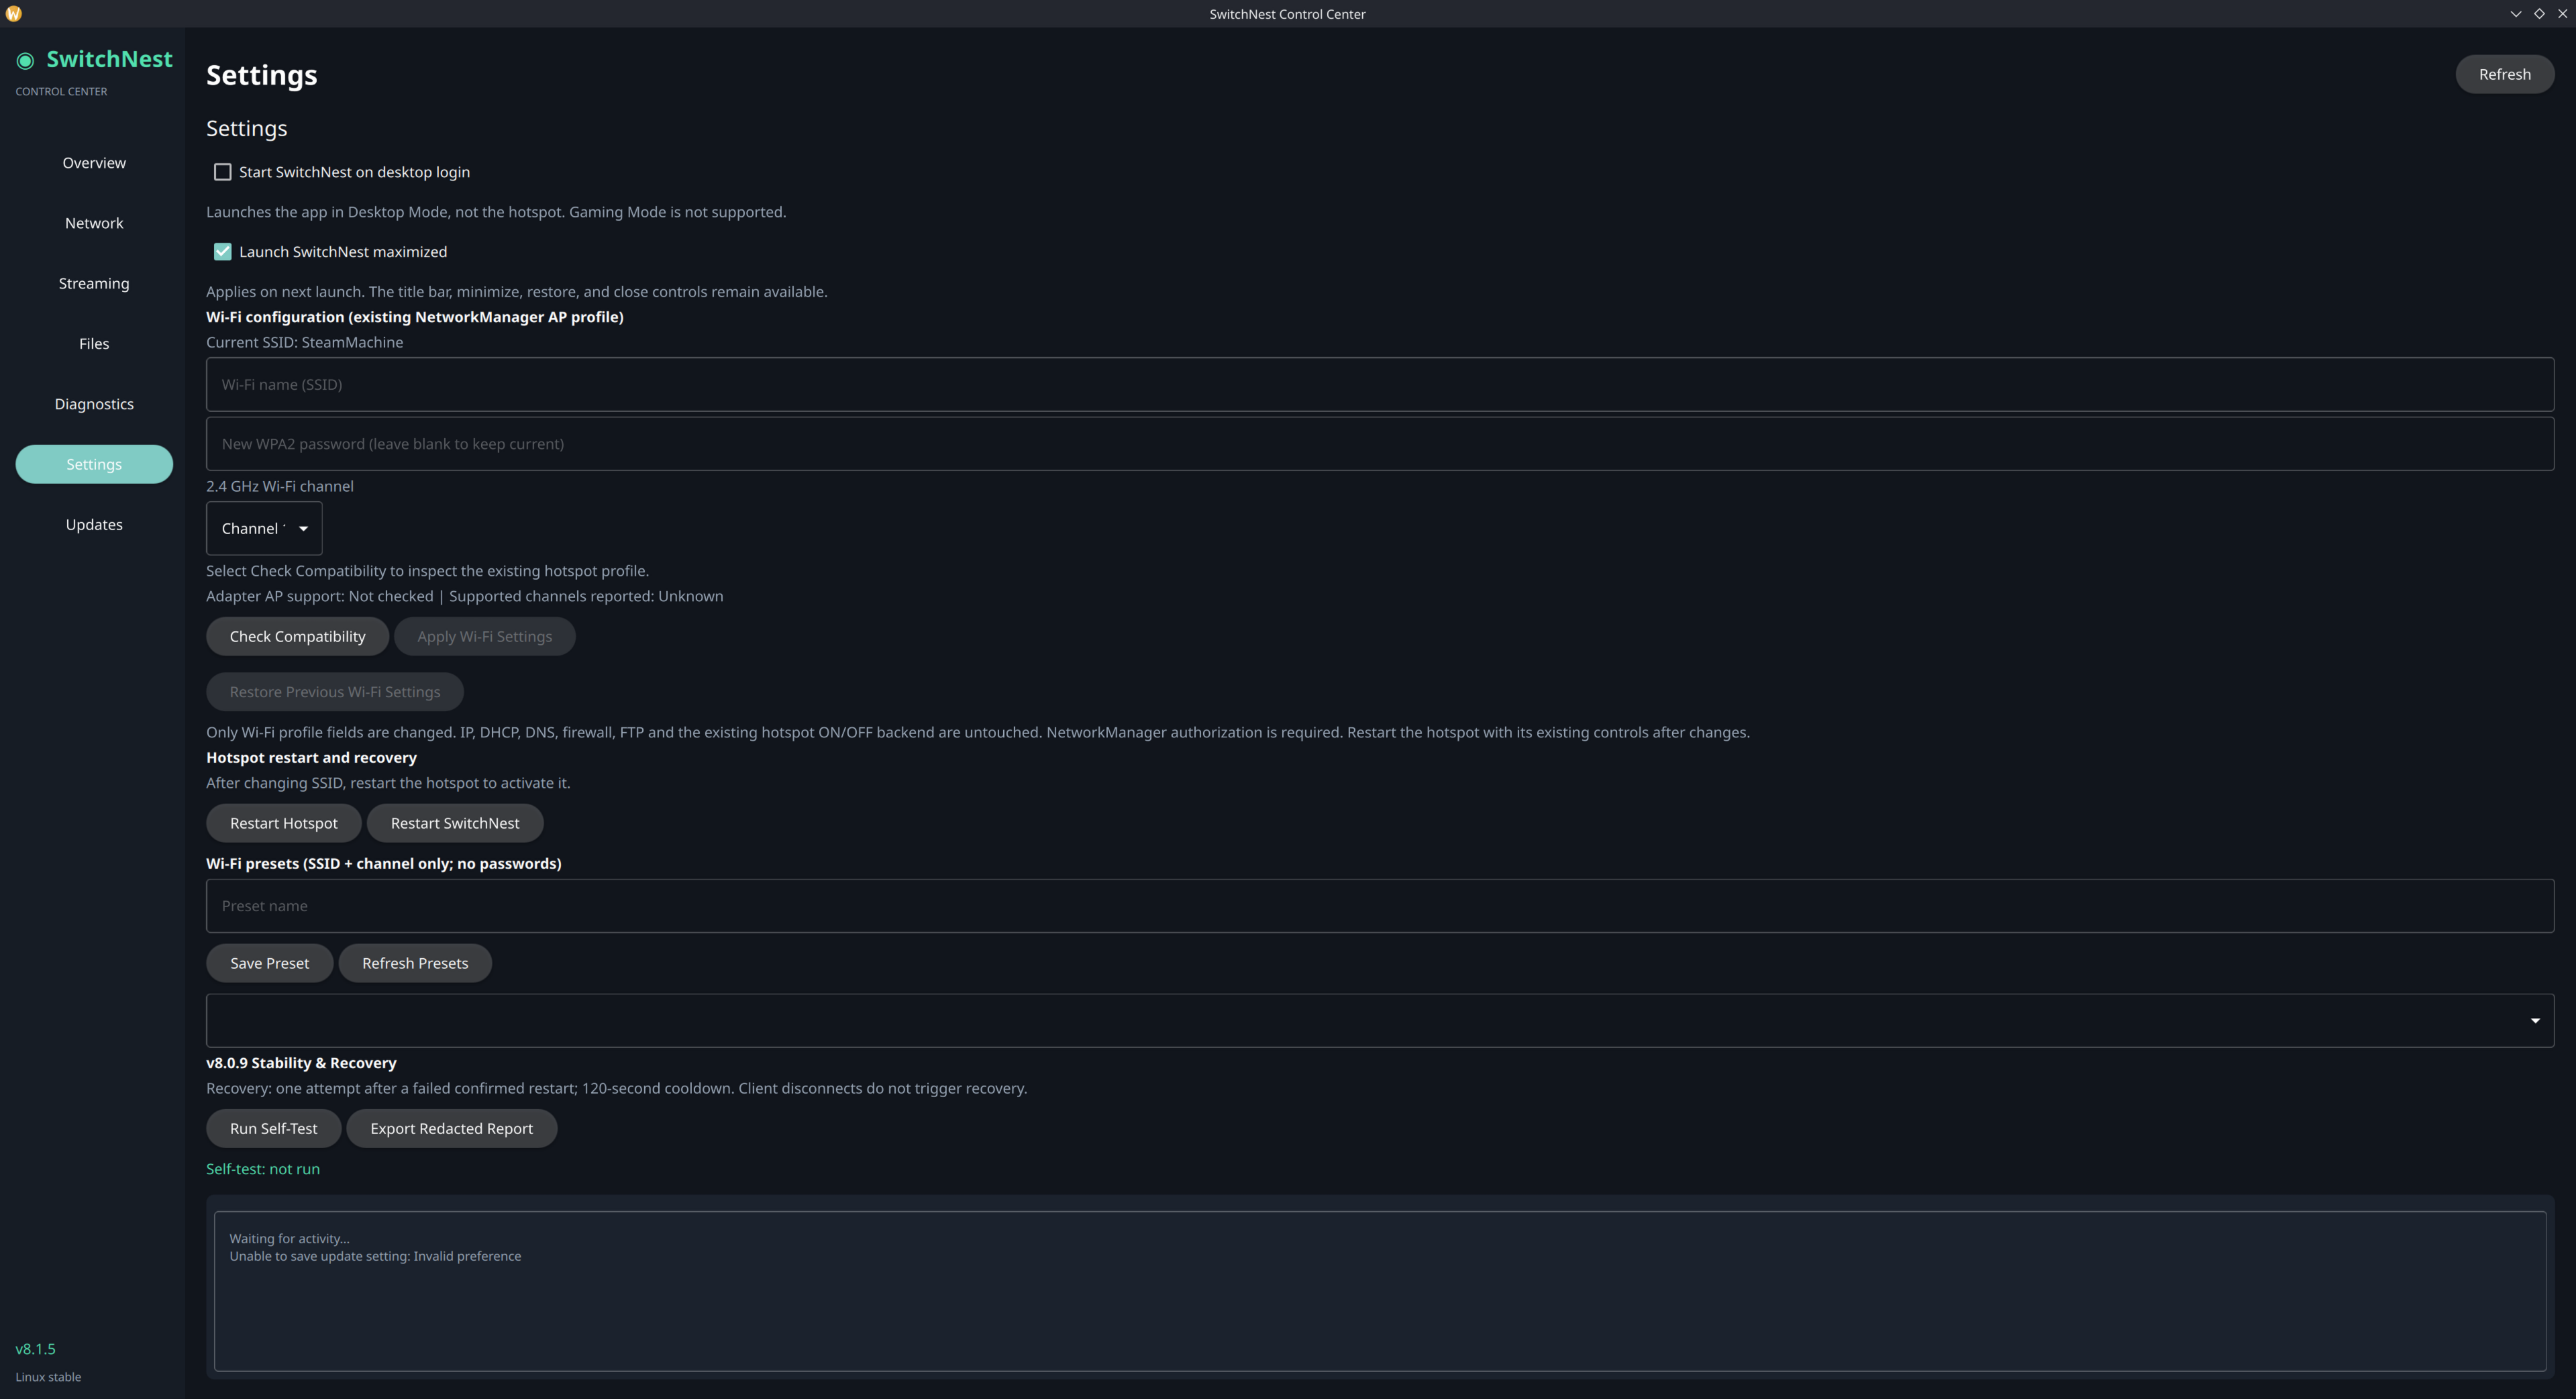 SwitchNest Control Center
SwitchNest
CONTROL CENTER
Overview
Network
Streaming
Files
Diagnostics
Settings
Updates
v8.1.5
Linux stable
Settings
Refresh
Settings
Start SwitchNest on desktop login
Launches the app in Desktop Mode, not the hotspot. Gaming Mode is not supported.
Launch SwitchNest maximized
Applies on next launch. The title bar, minimize, restore, and close controls remain available.
Wi-Fi configuration (existing NetworkManager AP profile)
Current SSID: SteamMachine
Wi-Fi name (SSID)
New WPA2 password (leave blank to keep current)
2.4 GHz Wi-Fi channel
Channel
Select Check Compatibility to inspect the existing hotspot profile.
Adapter AP support: Not checked | Supported channels reported: Unknown
Check Compatibility Apply Wi-Fi Settings
Restore Previous Wi-Fi Settings
Only Wi-Fi profile fields are changed. IP, DHCP, DNS, firewall, FTP and the existing hotspot ON/OFF backend are untouched. NetworkManager authorization is required. Restart the hotspot with its existing controls after changes.
Hotspot restart and recovery
After changing SSID, restart the hotspot to activate it.
Restart Hotspot Restart SwitchNest
Wi-Fi presets (SSID + channel only; no passwords)
Preset name
Save Preset Refresh Presets
v8.0.9 Stability & Recovery
Recovery: one attempt after a failed confirmed restart; 120-second cooldown. Client disconnects do not trigger recovery.
Run Self-Test Export Redacted Report
Self-test: not run
Waiting for activity...
Unable to save update setting: Invalid preference